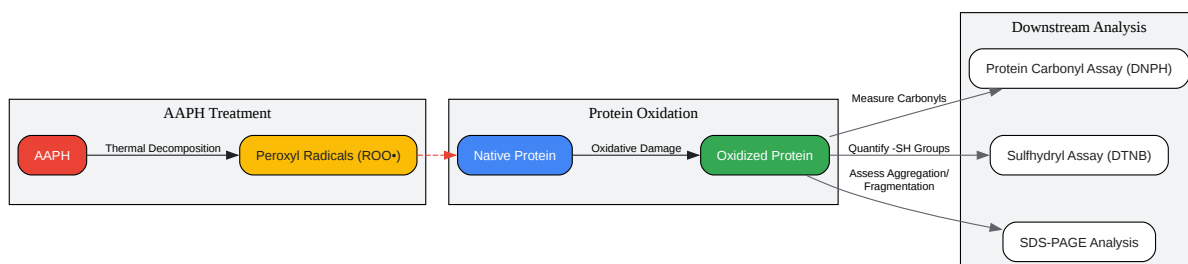 AAPH Treatment
AAPH
Thermal Decomposition
Peroxyl Radicals (ROO•)
Protein Oxidation
Native Protein
Oxidative Damage
Oxidized Protein
Measure Carbonyls
Quantify -SH Groups
Assess Aggregation/
Fragmentation
Downstream Analysis
Protein Carbonyl Assay (DNPH)
Sulfhydryl Assay (DTNB)
SDS-PAGE Analysis